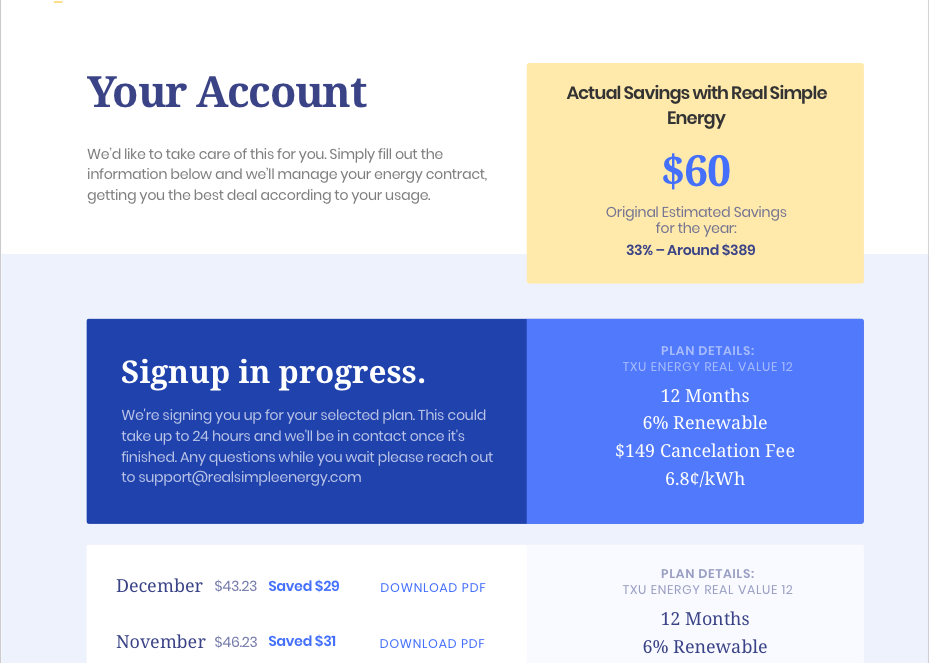 Your Account
We'd like to take care of this for you. Simply fill out the
information below and we'll manage your energy contract,
getting you the best deal according to your usage.
Actual Savings with Real Simple
Energy
$60
Original Estimated Savings
for the year:
33% – Around $389
Signup in progress.
We're signing you up for your selected plan. This could
take up to 24 hours and we'll be in contact once it's
finished. Any questions while you wait please reach out
to support@realsimpleenergy.com
PLAN DETAILS:
TXU ENERGY REAL VALUE 12
12 Months
6% Renewable
$149 Cancelation Fee
6.8¢/kWh
December $43.23 Saved $29 DOWNLOAD PDF
November $46.23 Saved $31 DOWNLOAD PDF
PLAN DETAILS:
TXU ENERGY REAL VALUE 12
12 Months
6% Renewable